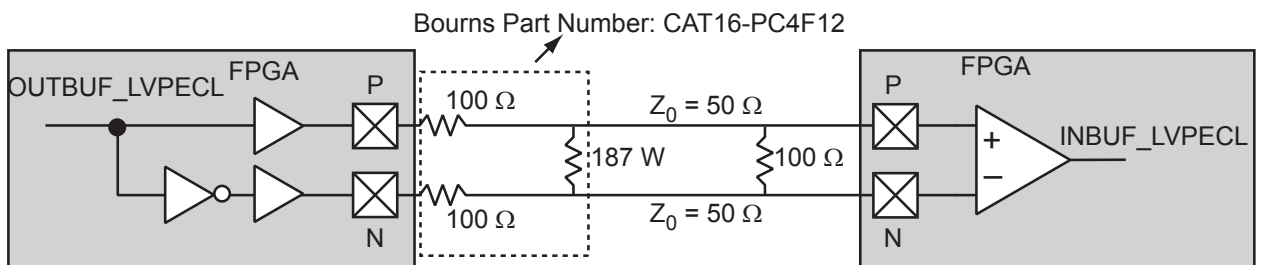 Bourns Part Number: CAT16-PC4F12
OUTBUF_LVPECL
FPGA
P
100 Ω
Z0 = 50 Ω
187 W
100 Ω
100 Ω
Z0 = 50 Ω
N
FPGA
P
+
−
INBUF_LVPECL
N